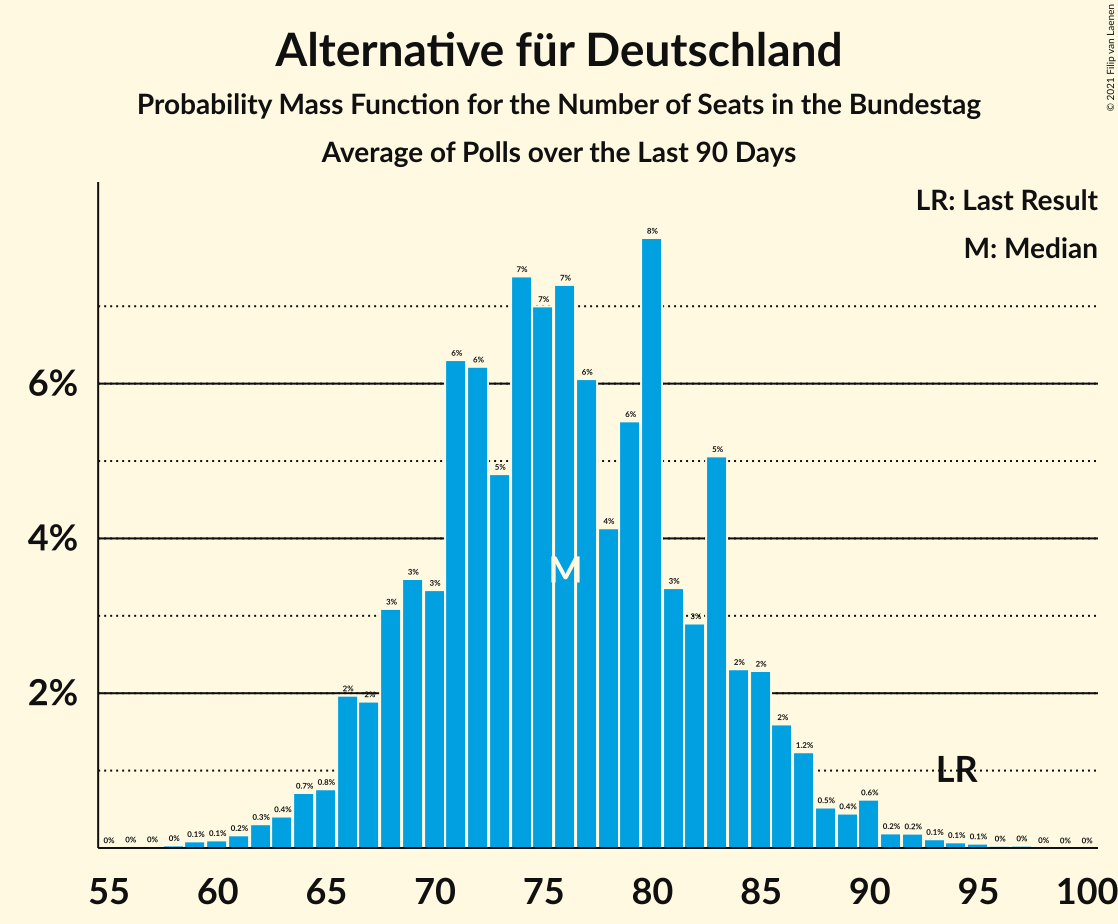 Alternative für Deutschland
Probability Mass Function for the Number of Seats in the Bundestag
Average of Polls over the Last 90 Days
© 2021 Filip van Laenen
LR: Last Result
M: Median
6%
4%
2%
0% 0% 0% 0% 0.1% 0.1% 0.2% 0.3% 0.4% 0.7% 0.8% 2% 2% 3% 3% 3% 6% 6% 5% 7% 7% 7% 6% 4% 6% 8% 3% 3% 5% 2% 2% 2% 1.2% 0.5% 0.4% 0.6% 0.2% 0.2% 0.1% 0.1% 0.1% 0% 0% 0% 0% 0%
M
LR
55 60 65 70 75 80 85 90 95 100